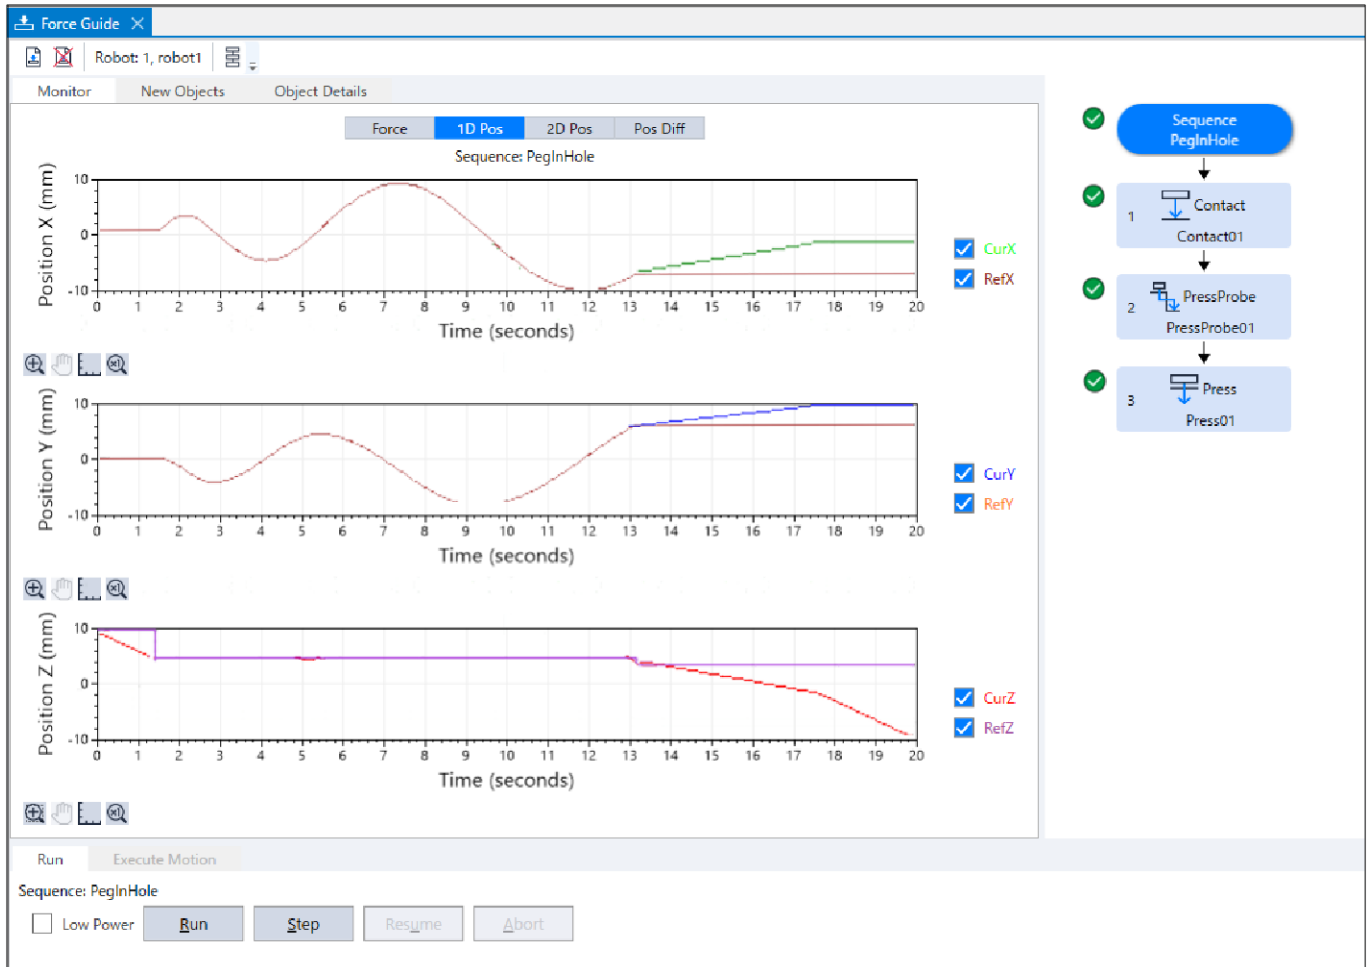 Force Guide
Robot: 1, robot1
Monitor New Objects Object Details
Force 1D Pos 2D Pos Pos Diff
Sequence: PegInHole
Position X (mm)
10
0
-10
0 1 2 3 4 5 6 7 8 9 10 11 12 13 14 15 16 17 18 19 20
Time (seconds)
CurX
RefX
Position Y (mm)
10
0
-10
0 1 2 3 4 5 6 7 8 9 10 11 12 13 14 15 16 17 18 19 20
Time (seconds)
CurY
RefY
Position Z (mm)
10
0
-10
0 1 2 3 4 5 6 7 8 9 10 11 12 13 14 15 16 17 18 19 20
Time (seconds)
CurZ
RefZ
Sequence
PegInHole
1 Contact
Contact01
2 PressProbe
PressProbe01
3 Press
Press01
Run Execute Motion
Sequence: PegInHole
Low Power Run Step Resume Abort